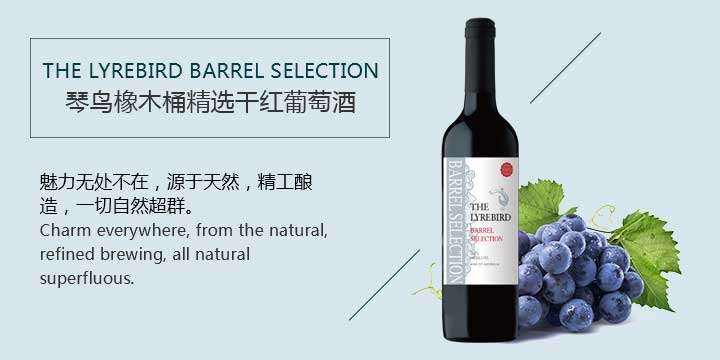 THE LYREBIRD BARREL SELECTION
琴鸟橡木桶精选干红葡萄酒
魅力无处不在，源于天然，精工酿
造，一切自然超群。
Charm everywhere, from the natural,
refined brewing, all natural
superfluous.
BARREL SELECTION
THE
LYREBIRD
BARREL
SELECTION